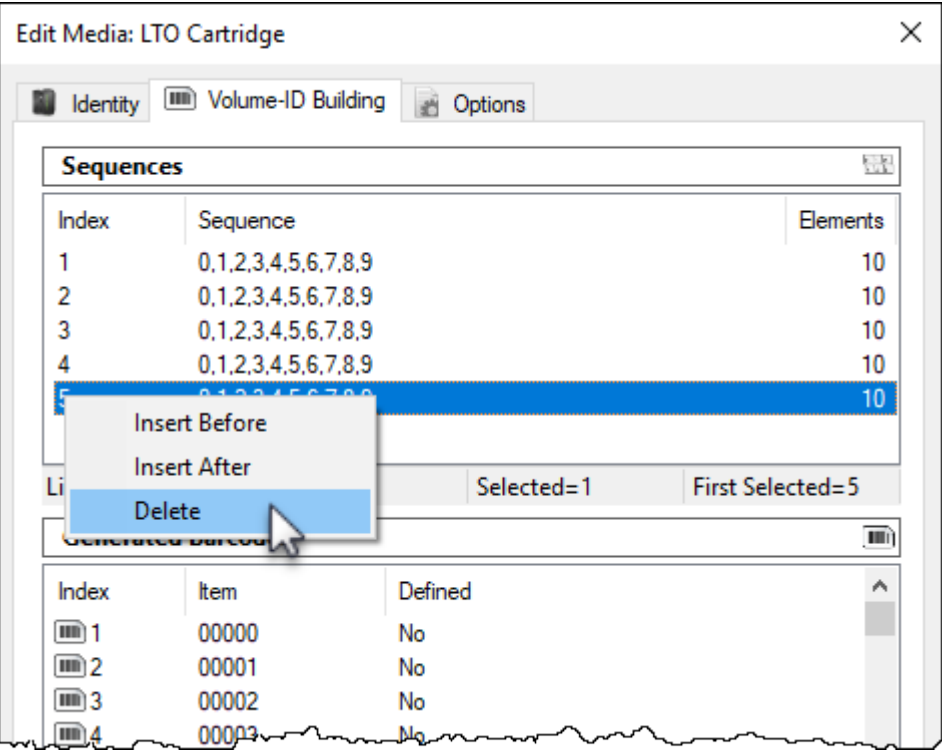 Edit Media: LTO Cartridge
Identity Volume-ID Building Options
Sequences
Index Sequence Elements
1 0,1,2,3,4,5,6,7,8,9 10
2 0,1,2,3,4,5,6,7,8,9 10
3 0,1,2,3,4,5,6,7,8,9 10
4 0,1,2,3,4,5,6,7,8,9 10
5 10
Insert Before
Insert After
Selected=1 First Selected=5
Delete
Index Item Defined
1 00000 No
2 00001 No
3 00002 No
4 00003 No